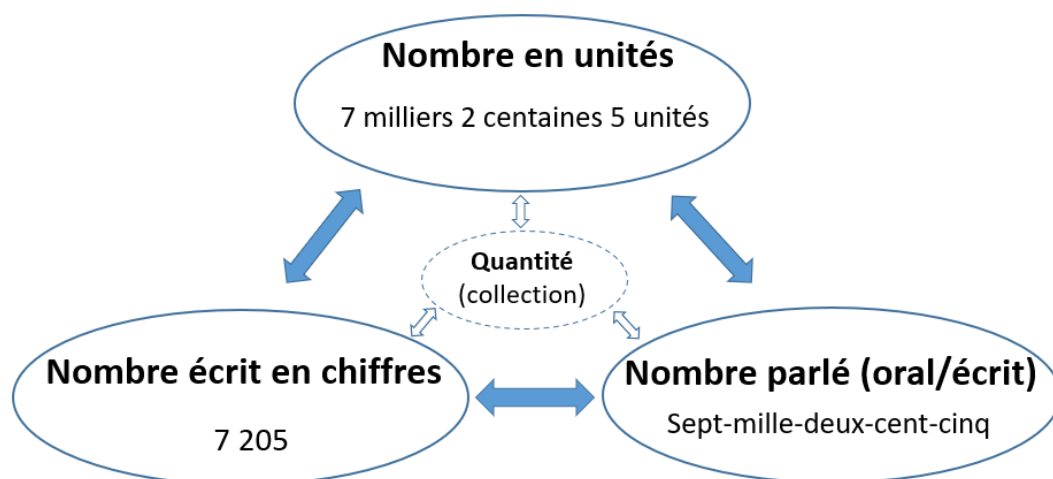 Nombre en unités
7 milliers 2 centaines 5 unités
Quantité
(collection)
Nombre écrit en chiffres
7 205
Nombre parlé (oral/écrit)
Sept-mille-deux-cent-cinq